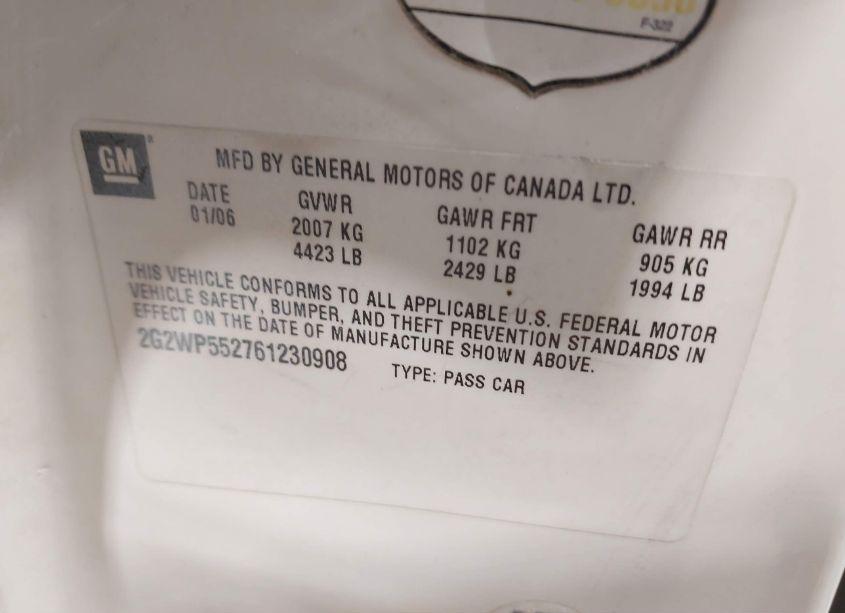 F-322
GM
MFD BY GENERAL MOTORS OF CANADA LTD.
DATE GVWR GAWR FRT GAWR RR
01/06 2007 KG 1102 KG 905 KG
4423 LB 2429 LB 1994 LB
THIS VEHICLE CONFORMS TO ALL APPLICABLE U.S. FEDERAL MOTOR
VEHICLE SAFETY, BUMPER, AND THEFT PREVENTION STANDARDS IN
EFFECT ON THE DATE OF MANUFACTURE SHOWN ABOVE.
2G2WP552761230908 TYPE: PASS CAR